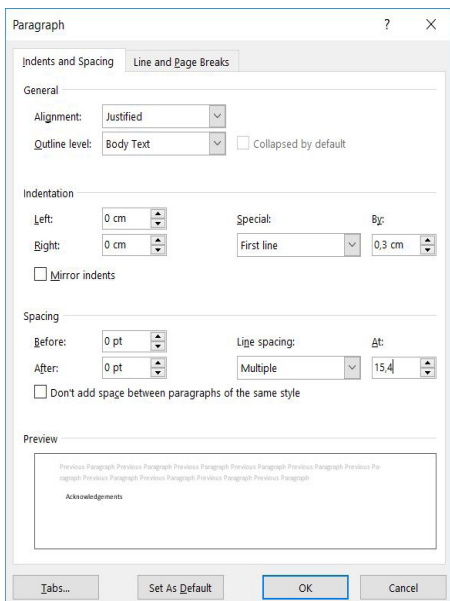 Paragraph ? X
Indents and Spacing Line and Page Breaks
General
Alignment: Justified
Outline level: Body Text Collapsed by default
Indentation
Left: 0 cm Special: By:
Right: 0 cm First line 0,3 cm
Mirror indents
Spacing
Before: 0 pt Line spacing: At:
After: 0 pt Multiple 15,4
Don't add space between paragraphs of the same style
Preview
Previous Paragraph Previous Paragraph Previous Paragraph Previous Paragraph Previous Paragraph Previous Pa-
ragraph Previous Paragraph Previous Paragraph Previous Paragraph Previous Paragraph
Acknowledgements
Tabs... Set As Default OK Cancel